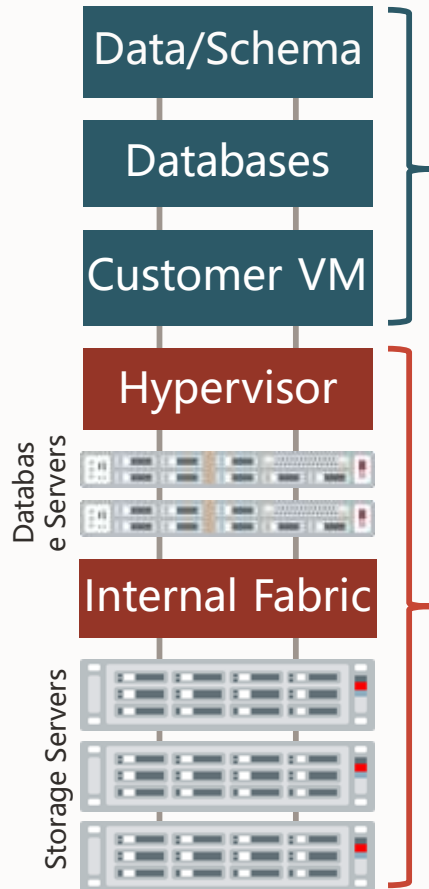 Data/Schema
Databases
Customer VM
Hypervisor
Databas
e Servers
Internal Fabric
Storage Servers